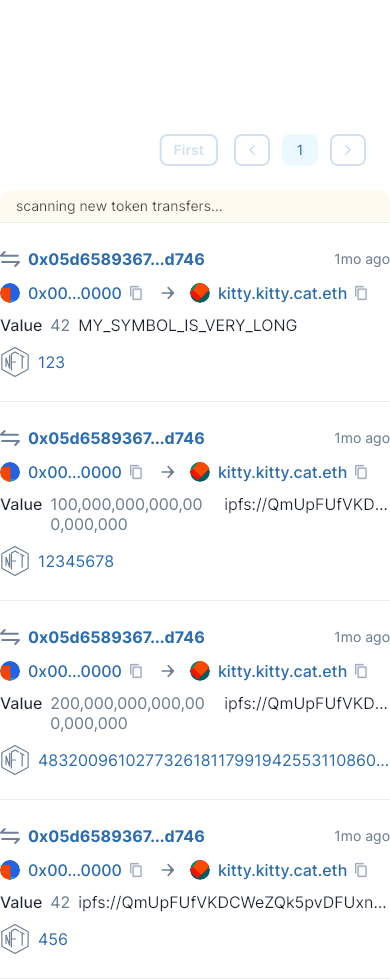 First
1
scanning new token transfers...
0x05d6589367...d746 1mo ago
0x00...0000 kitty.kitty.cat.eth
Value 42 MY_SYMBOL_IS_VERY_LONG
NFT 123
0x05d6589367...d746 1mo ago
0x00...0000 kitty.kitty.cat.eth
Value 100,000,000,000,00 ipfs://QmUpFUfVKD...
0,000,000
NFT 12345678
0x05d6589367...d746 1mo ago
0x00...0000 kitty.kitty.cat.eth
Value 200,000,000,000,00 ipfs://QmUpFUfVKD...
0,000,000
NFT 483200961027732618117991942553110860...
0x05d6589367...d746 1mo ago
0x00...0000 kitty.kitty.cat.eth
Value 42 ipfs://QmUpFUfVKDCWeZQk5pvDFUxn...
NFT 456